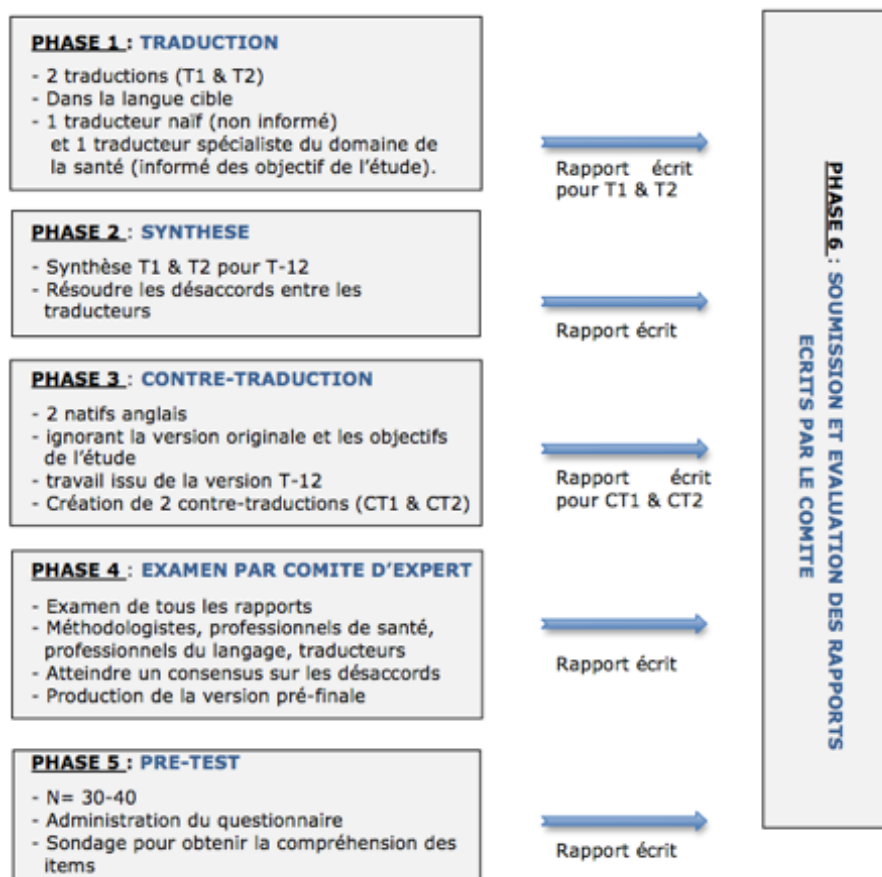 PHASE 1 : TRADUCTION
- 2 traductions (T1 & T2)
- Dans la langue cible
- 1 traducteur naïf (non informé)
et 1 traducteur spécialiste du domaine de
la santé (informé des objectif de l'étude).
Rapport écrit
pour T1 & T2
PHASE 2 : SYNTHESE
- Synthèse T1 & T2 pour T-12
- Résoudre les désaccords entre les
traducteurs
Rapport écrit
PHASE 3 : CONTRE-TRADUCTION
- 2 natifs anglais
- ignorant la version originale et les objectifs
de l'étude
- travail issu de la version T-12
- Création de 2 contre-traductions (CT1 & CT2)
Rapport écrit
pour CT1 & CT2
PHASE 4 : EXAMEN PAR COMITE D'EXPERT
- Examen de tous les rapports
- Méthodologistes, professionnels de santé,
professionnels du langage, traducteurs
- Atteindre un consensus sur les désaccords
- Production de la version pré-finale
Rapport écrit
PHASE 5 : PRE-TEST
- N= 30-40
- Administration du questionnaire
- Sondage pour obtenir la compréhension des
items
Rapport écrit
PHASE 6 : SOUMISSION ET EVALUATION DES RAPPORTS
ECRITS PAR LE COMITE